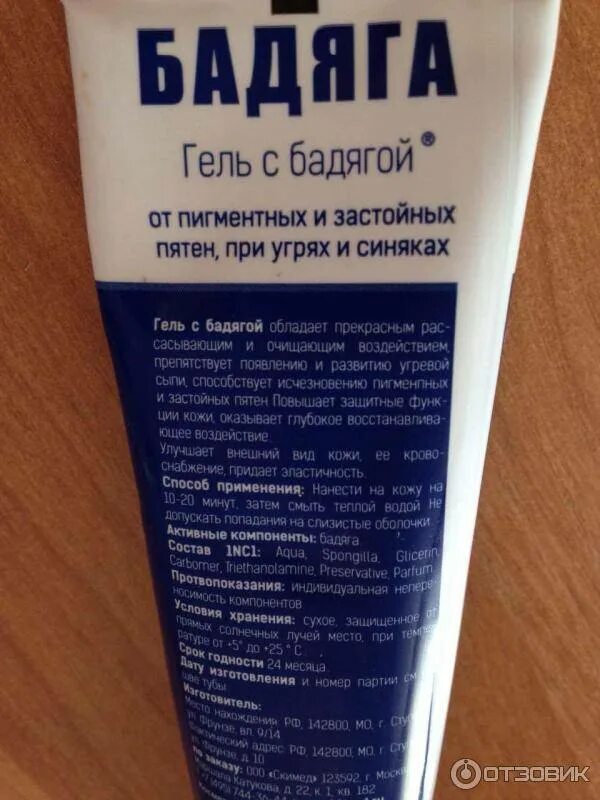 БАДЯГА
Гель с бадягой®
от пигментных и застойных
пятен, при угрях и синяках
Гель с бадягой обладает прекрасным рас-
сасывающим и очищающим воздействием,
препятствует появлению и развитию угревой
сыпи, способствует исчезновению пигменпных
и застойных пятен Повышает защитные функ-
ции кожи, оказывает глубокое восстанавлива-
ющее воздействие.
Улучшает внешний вид кожи, ее крово-
снабжение, придает эластичность.
Способ применения: Нанести на кожу на
10-20 минут, затем смыть теплой водой Не
допускать попадания на слизистые оболочки
Активные компоненты: бадяга
Состав 1NC1: Aqua, Spongilla, Glicerin,
Carbomer, Triethanolamine, Preservative, Parfum
Протвопоказания: индивидуальная непере-
носимость компонентов
Условия хранения: сухое, защищенное от
прямых солнечных лучей место, при темпе
ратуре от +5° до +25 ° С
Срок годности 24 месяца.
Дату изготовления и номер партии см
шве тубы
Изготовитель:
Место нахождения: РФ, 142800, МО, г. Сту
ул Фрунзе, вл. 9/14
Фактический адрес: РФ, 142800, МО, г. Сту
ул Фрунзе, д. 10
по заказу: ООО «Скимед» 123592, г. Москва
Маршала Катукова, д. 22, к. 1, кв. 182
ОТЗОВИК